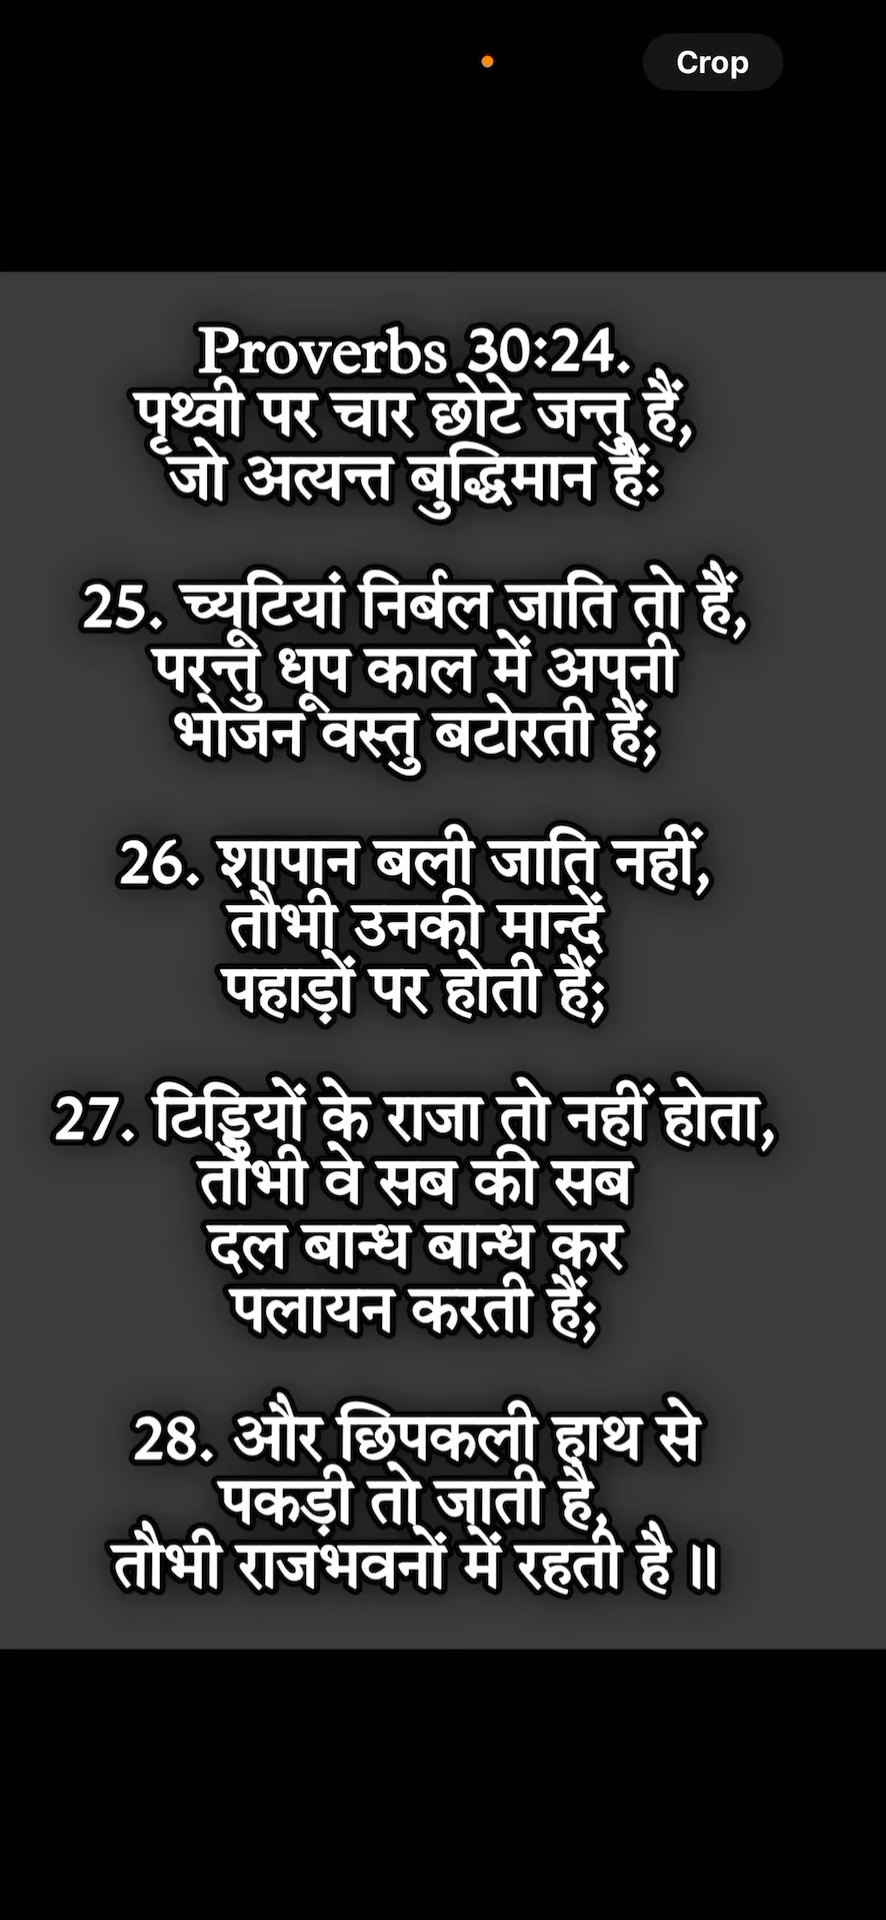 Crop
Proverbs 30:24.
पृथ्वी पर चार छोटे जन्तु हैं,
जो अत्यन्त बुद्धिमान हैंः
25. च्यूटियां निर्बल जाति तो हैं,
परन्तु धूप काल में अपनी
भोजन वस्तु बटोरती हैं;
26. शापान बली जाति नहीं,
तौभी उनकी मान्दें
पहाड़ों पर होती हैं;
27. टिड्डियों के राजा तो नहीं होता,
तौभी वे सब की सब
दल बान्ध बान्ध कर
पलायन करती हैं;
28. और छिपकली हाथ से
पकड़ी तो जाती है,
तौभी राजभवनों में रहती है॥